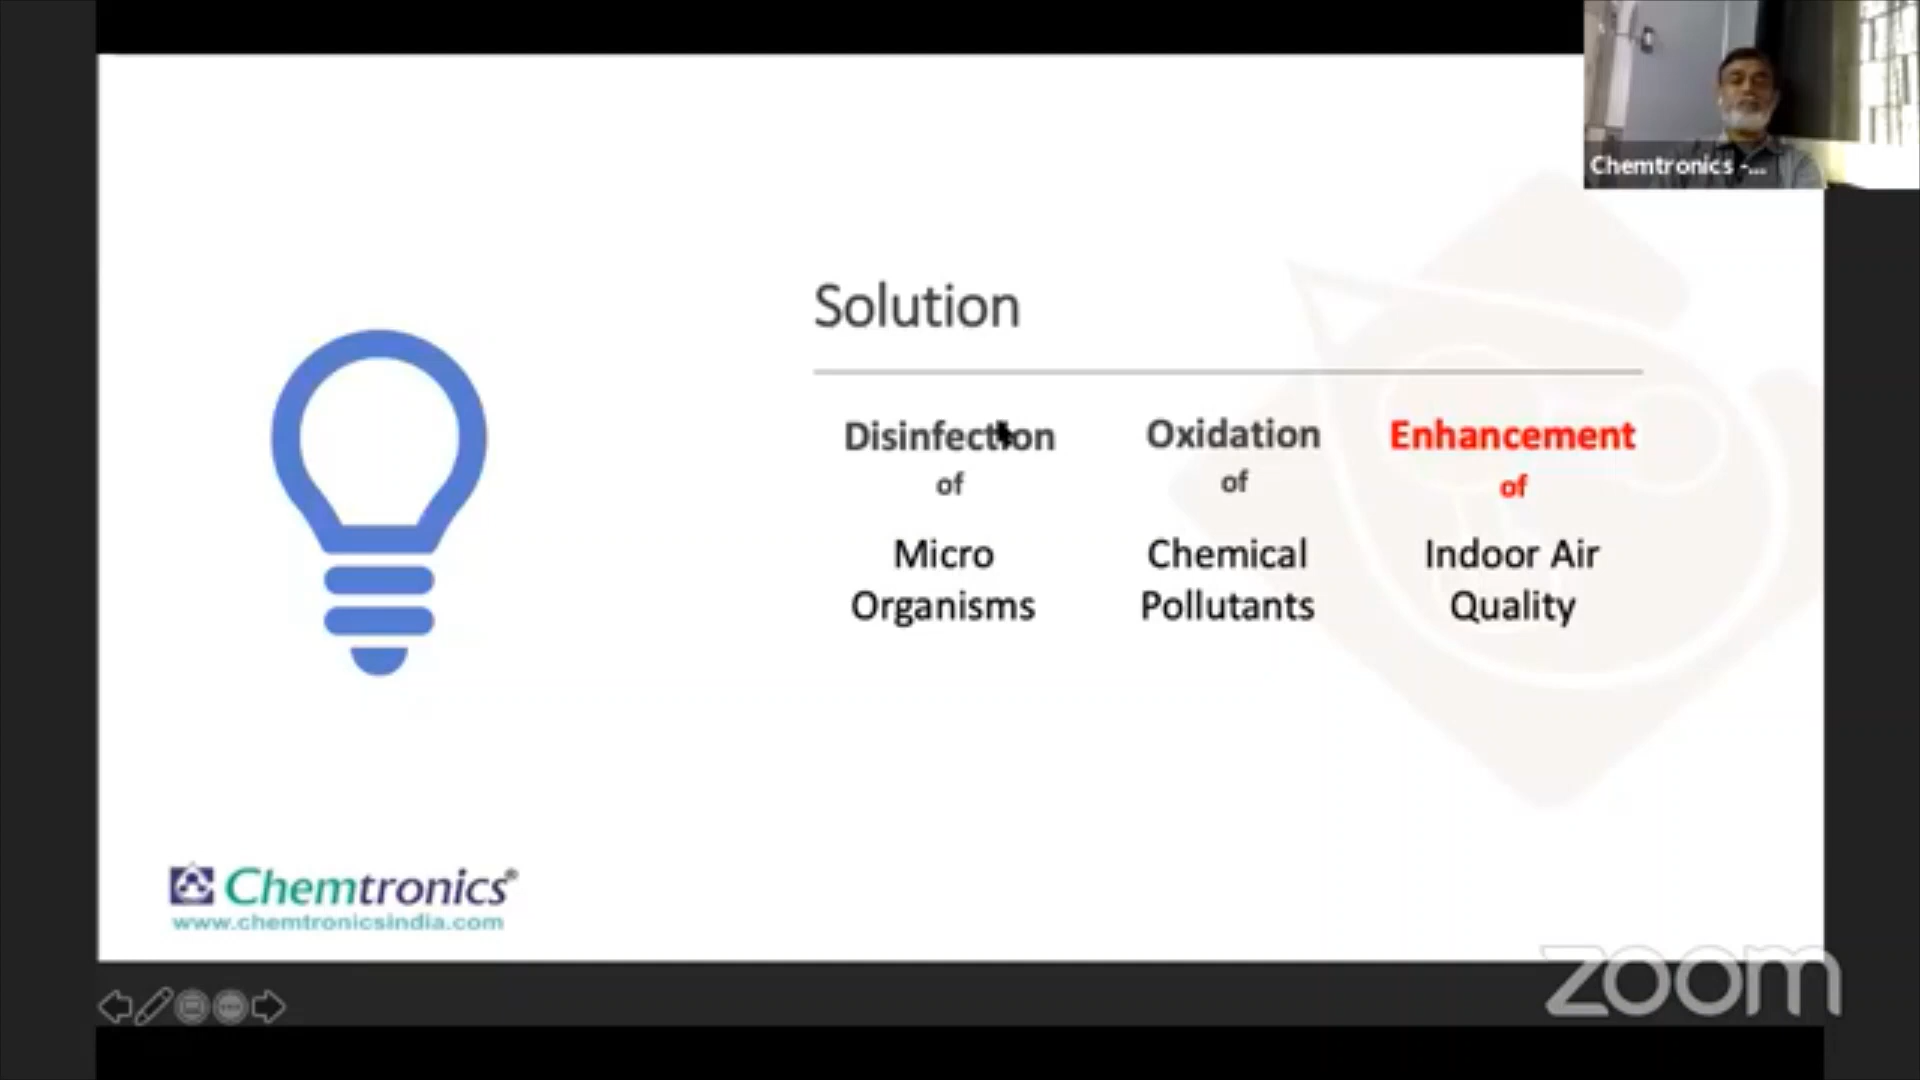 Chemtronics -...
Solution
Disinfection
of
Micro
Organisms
Oxidation
of
Chemical
Pollutants
Enhancement
of
Indoor Air
Quality
Chemtronics®
www.chemtronicsindia.com
zoom